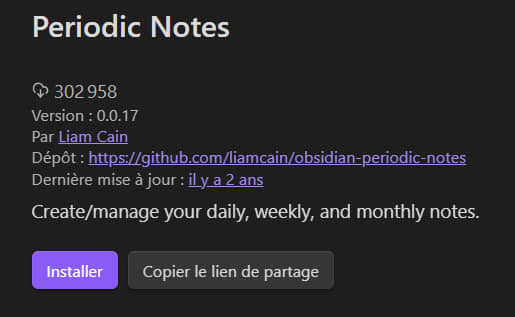 Periodic Notes
302 958
Version : 0.0.17
Par Liam Cain
Dépôt : https://github.com/liamcain/obsidian-periodic-notes
Dernière mise à jour : il y a 2 ans
Create/manage your daily, weekly, and monthly notes.
Installer Copier le lien de partage